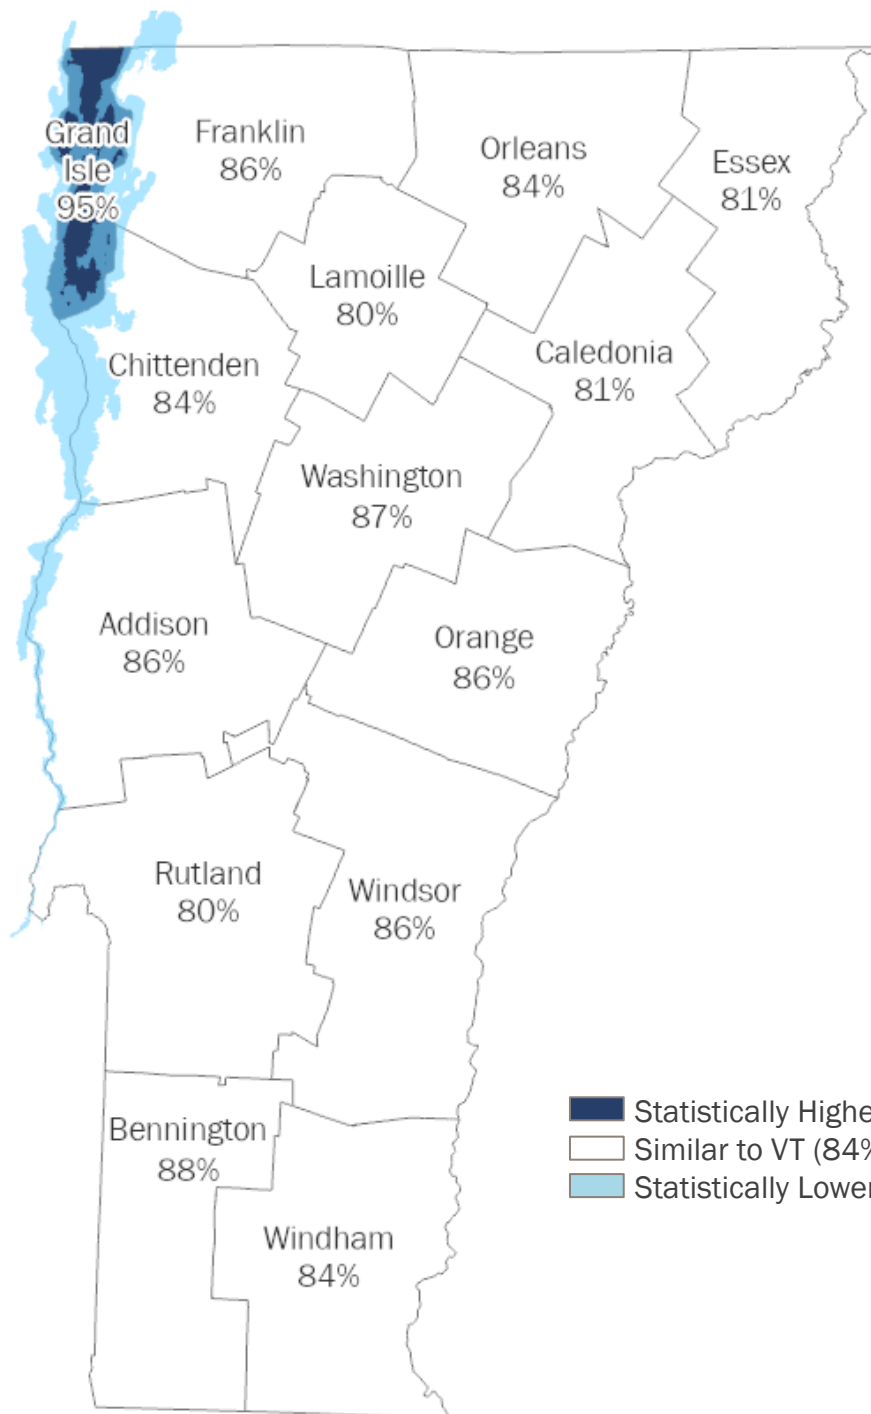 Grand
Isle
95%
Franklin
86%
Orleans
84%
Essex
81%
Lamoille
80%
Chittenden
84%
Caledonia
81%
Washington
87%
Addison
86%
Orange
86%
Rutland
80%
Windsor
86%
Bennington
88%
Windham
84%
Statistically Highe
Similar to VT (84%
Statistically Lower